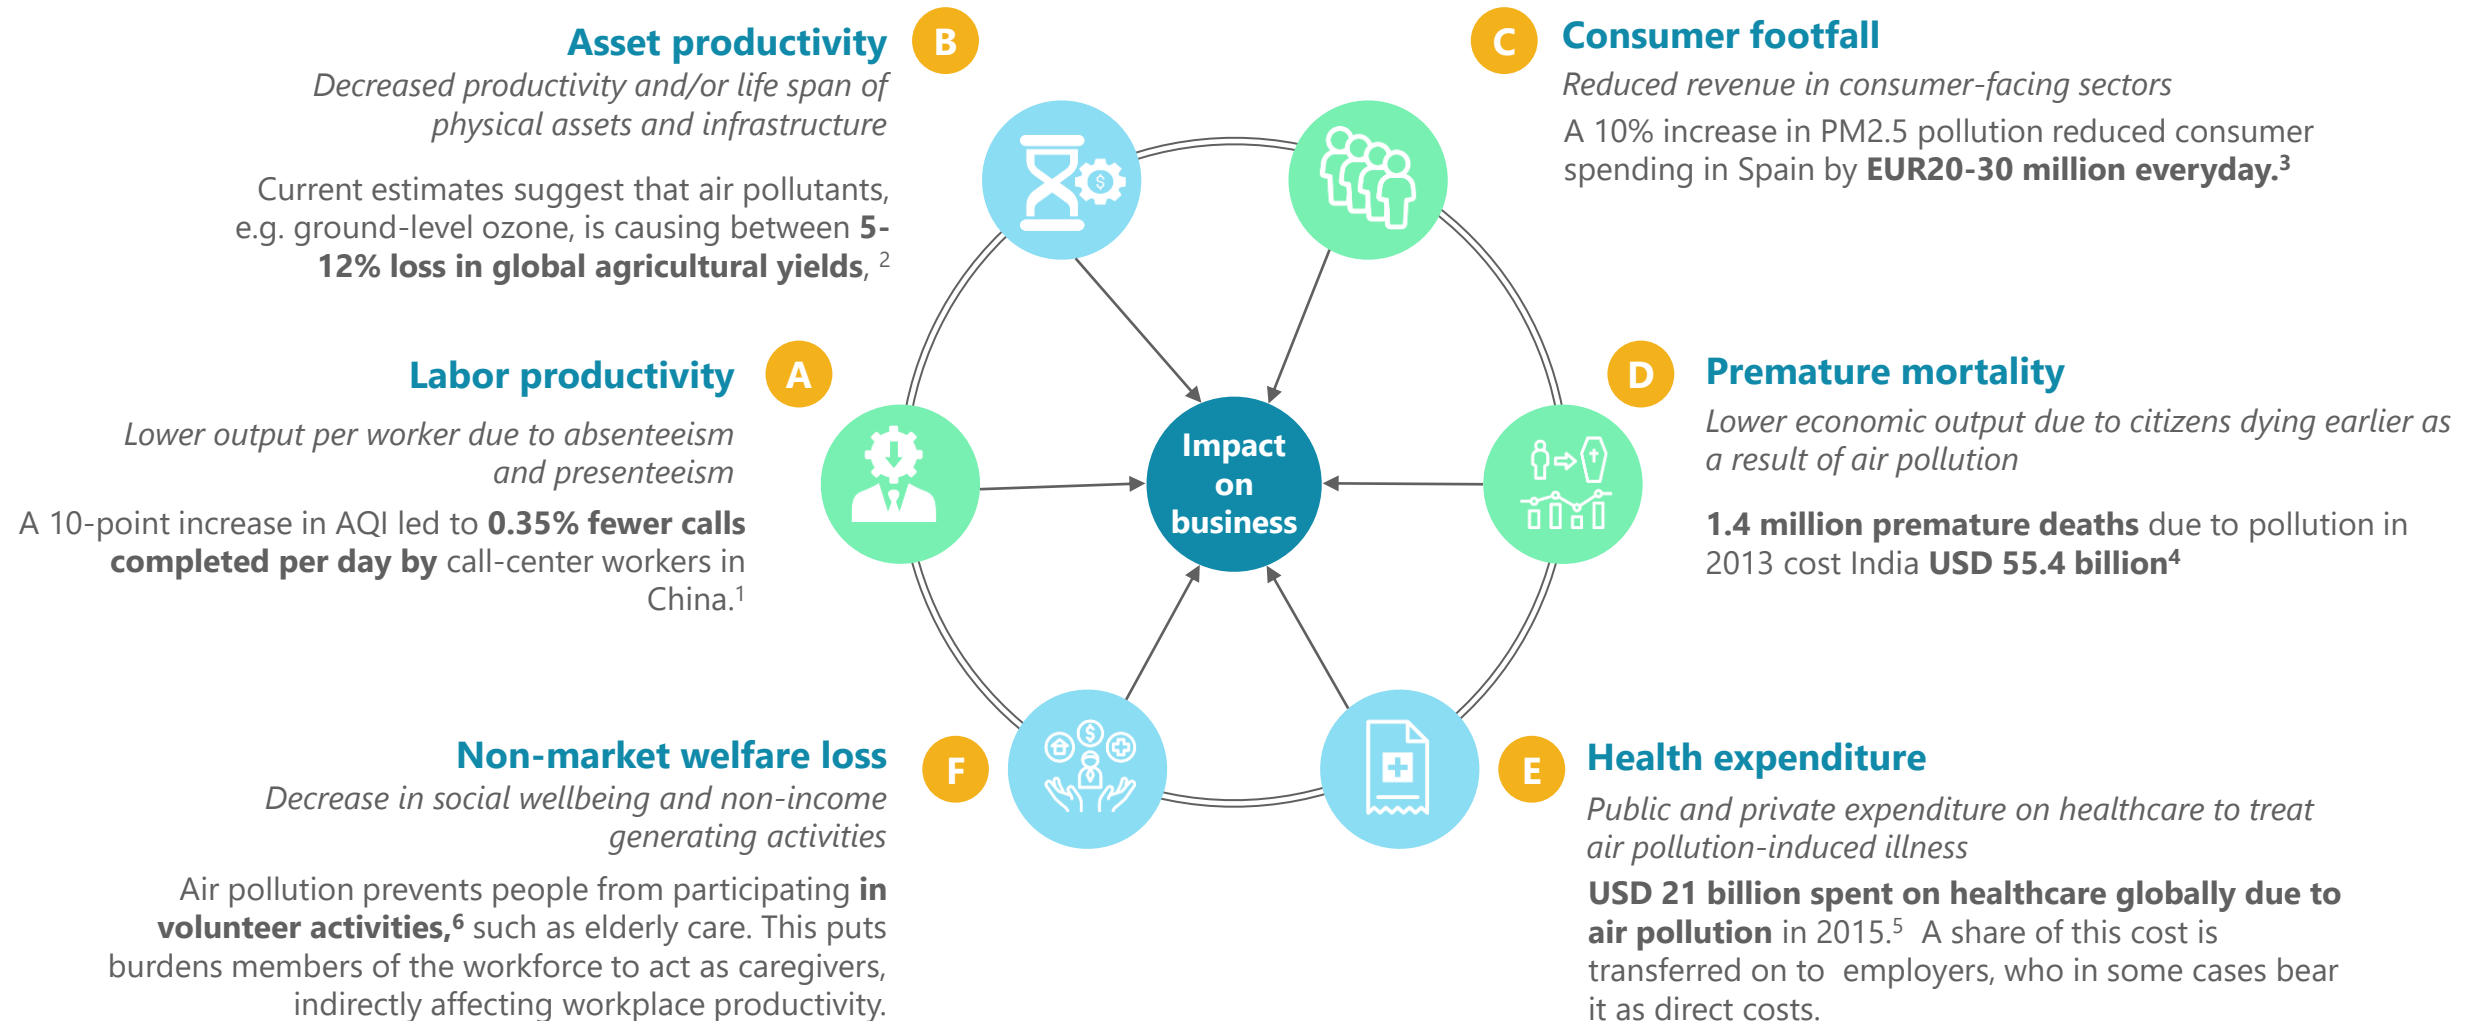 B
Asset productivity
Decreased productivity and/or life span of
physical assets and infrastructure
Current estimates suggest that air pollutants,
e.g. ground-level ozone, is causing between 5-
12% loss in global agricultural yields, 2
C
Consumer footfall
Reduced revenue in consumer-facing sectors
A 10% increase in PM2.5 pollution reduced consumer
spending in Spain by EUR20-30 million everyday.3
A
Labor productivity
Lower output per worker due to absenteeism
and presenteeism
A 10-point increase in AQI led to 0.35% fewer calls
completed per day by call-center workers in
China.1
Impact
on
business
D
Premature mortality
Lower economic output due to citizens dying earlier as
a result of air pollution
1.4 million premature deaths due to pollution in
2013 cost India USD 55.4 billion4
F
Non-market welfare loss
Decrease in social wellbeing and non-income
generating activities
Air pollution prevents people from participating in
volunteer activities,6 such as elderly care. This puts
burdens members of the workforce to act as caregivers,
indirectly affecting workplace productivity.
E
Health expenditure
Public and private expenditure on healthcare to treat
air pollution-induced illness
USD 21 billion spent on healthcare globally due to
air pollution in 2015.5 A share of this cost is
transferred on to employers, who in some cases bear
it as direct costs.